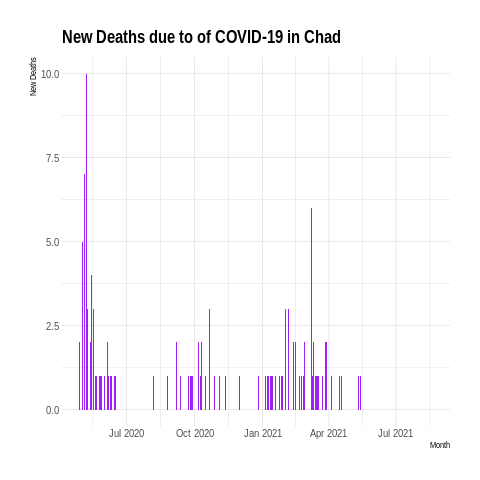 New Deaths due to of COVID-19 in Chad
New Deaths
10.0
7.5
5.0
2.5
0.0
Jul 2020 Oct 2020 Jan 2021 Apr 2021 Jul 2021
Month